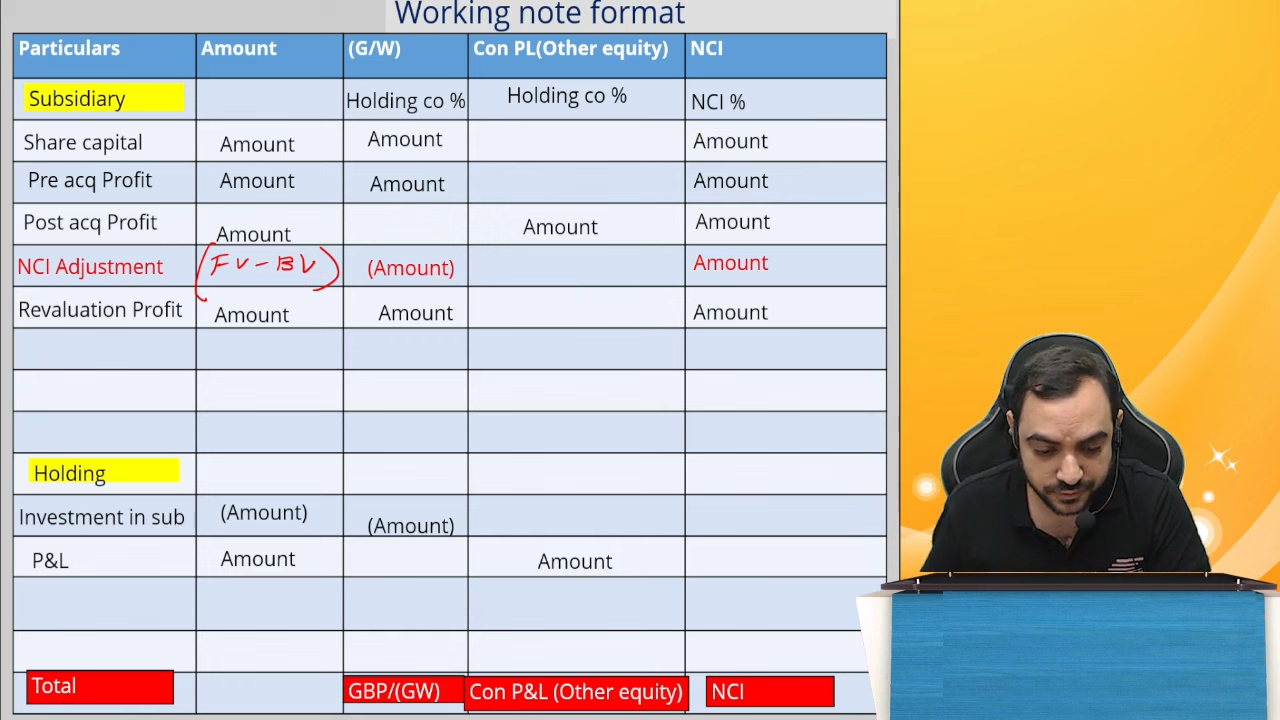 Working note format
Particulars Amount (G/W) Con PL(Other equity) NCI
Subsidiary Holding co % Holding co % NCI %
Share capital Amount Amount Amount
Pre acq Profit Amount Amount Amount
Post acq Profit Amount Amount Amount
NCI Adjustment (FV - BV) (Amount) Amount
Revaluation Profit Amount Amount Amount
Holding
Investment in sub (Amount) (Amount)
P&L Amount Amount
Total GBP/(GW) Con P&L (Other equity) NCI